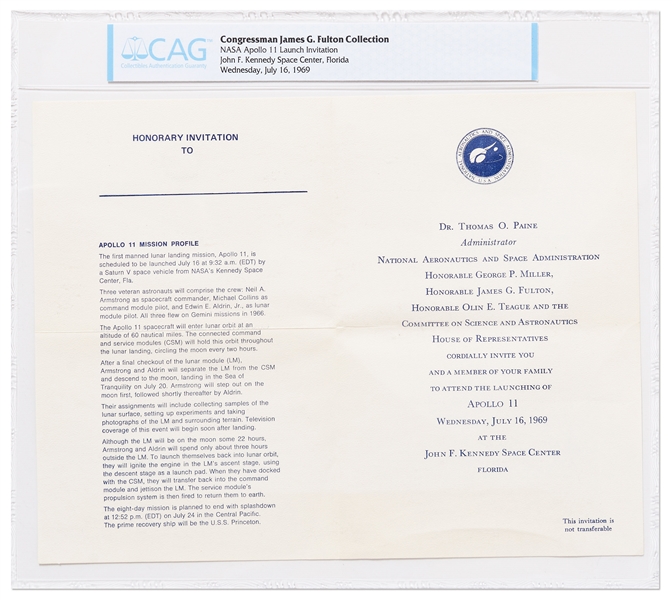 CAG
Collectibles Authentication Guaranty
Congressman James G. Fulton Collection
NASA Apollo 11 Launch Invitation
John F. Kennedy Space Center, Florida
Wednesday, July 16, 1969
HONORARY INVITATION
TO
APOLLO 11 MISSION PROFILE
The first manned lunar landing mission, Apollo 11, is
scheduled to be launched July 16 at 9:32 a.m. (EDT) by
a Saturn V space vehicle from NASA's Kennedy Space
Center, Fla.
Three veteran astronauts will comprise the crew: Neil A.
Armstrong as spacecraft commander, Michael Collins as
command module pilot, and Edwin E. Aldrin, Jr., as lunar
module pilot. All three flew on Gemini missions in 1966.
The Apollo 11 spacecraft will enter lunar orbit at an
altitude of 60 nautical miles. The connected command
and service modules (CSM) will hold this orbit throughout
the lunar landing, circling the moon every two hours.
After a final checkout of the lunar module (LM),
Armstrong and Aldrin will separate the LM from the CSM
and descend to the moon, landing in the Sea of
Tranquility on July 20. Armstrong will step out on the
moon first, followed shortly thereafter by Aldrin.
Their assignments will include collecting samples of the
lunar surface, setting up experiments and taking
photographs of the LM and surrounding terrain. Television
coverage of this event will begin soon after landing.
Although the LM will be on the moon some 22 hours,
Armstrong and Aldrin will spend only about three hours
outside the LM. To launch themselves back into lunar orbit,
they will ignite the engine in the LM's ascent stage, using
the descent stage as a launch pad. When they have docked
with the CSM, they will transfer back into the command
module and jettison the LM. The service module's
propulsion system is then fired to return them to earth.
The eight-day mission is planned to end with splashdown
at 12:52 p.m. (EDT) on July 24 in the Central Pacific.
The prime recovery ship will be the U.S.S. Princeton.
NATIONAL AERONAUTICS AND SPACE ADMINISTRATION
U.S.A.
DR. THOMAS O. PAINE
Administrator
NATIONAL AERONAUTICS AND SPACE ADMINISTRATION
HONORABLE GEORGE P. MILLER,
HONORABLE JAMES G. FULTON,
HONORABLE OLIN E. TEAGUE AND THE
COMMITTEE ON SCIENCE AND ASTRONAUTICS
HOUSE OF REPRESENTATIVES
CORDIALLY INVITE YOU
AND A MEMBER OF YOUR FAMILY
TO ATTEND THE LAUNCHING OF
APOLLO 11
WEDNESDAY, JULY 16, 1969
AT THE
JOHN F. KENNEDY SPACE CENTER
FLORIDA
This invitation is
not transferable